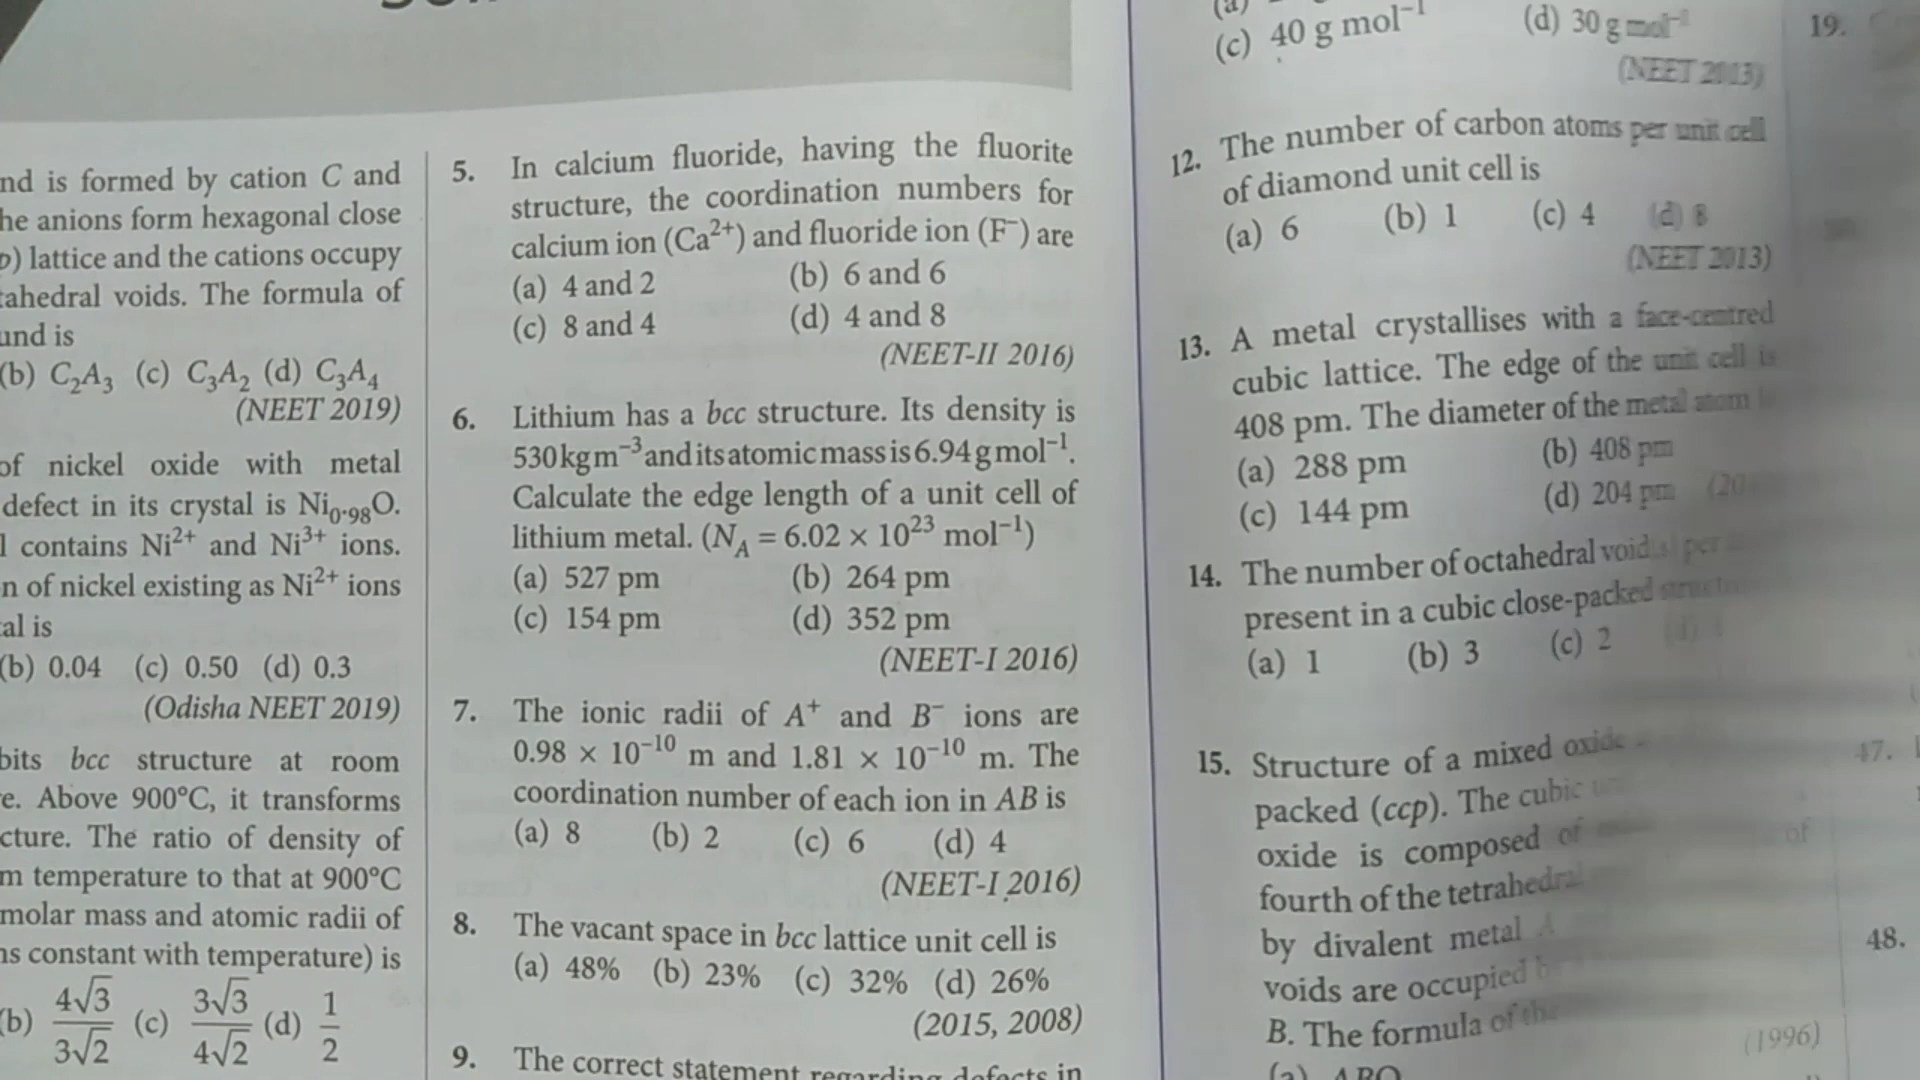 nd is formed by cation C and
he anions form hexagonal close
p) lattice and the cations occupy
tahedral voids. The formula of
und is
(b) C₂A₃ (c) C₃A₂ (d) C₃A₄
(NEET 2019)
of nickel oxide with metal
defect in its crystal is Ni₀.₉₈O.
l contains Ni²⁺ and Ni³⁺ ions.
n of nickel existing as Ni²⁺ ions
al is
(b) 0.04 (c) 0.50 (d) 0.3
(Odisha NEET 2019)
bits bcc structure at room
e. Above 900°C, it transforms
cture. The ratio of density of
m temperature to that at 900°C
molar mass and atomic radii of
ns constant with temperature) is
(b) 4√3/3√2 (c) 3√3/4√2 (d) 1/2
5. In calcium fluoride, having the fluorite
structure, the coordination numbers for
calcium ion (Ca²⁺) and fluoride ion (F⁻) are
(a) 4 and 2 (b) 6 and 6
(c) 8 and 4 (d) 4 and 8
(NEET-II 2016)
6. Lithium has a bcc structure. Its density is
530 kg m⁻³ and its atomic mass is 6.94 g mol⁻¹.
Calculate the edge length of a unit cell of
lithium metal. (N_A = 6.02 × 10²³ mol⁻¹)
(a) 527 pm (b) 264 pm
(c) 154 pm (d) 352 pm
(NEET-I 2016)
7. The ionic radii of A⁺ and B⁻ ions are
0.98 × 10⁻¹⁰ m and 1.81 × 10⁻¹⁰ m. The
coordination number of each ion in AB is
(a) 8 (b) 2 (c) 6 (d) 4
(NEET-I 2016)
8. The vacant space in bcc lattice unit cell is
(a) 48% (b) 23% (c) 32% (d) 26%
(2015, 2008)
9. The correct statement regarding defects in
(c) 40 g mol⁻¹ (d) 30 g mol⁻¹
(NEET 2013)
12. The number of carbon atoms per unit cell
of diamond unit cell is
(a) 6 (b) 1 (c) 4 (d) 8
(NEET 2013)
13. A metal crystallises with a face-centred
cubic lattice. The edge of the unit cell is
408 pm. The diameter of the metal atom is
(a) 288 pm (b) 408 pm
(c) 144 pm (d) 204 pm
14. The number of octahedral void per
present in a cubic close-packed
(a) 1 (b) 3 (c) 2
15. Structure of a mixed oxide
packed (ccp). The cubic
oxide is composed of
fourth of the tetrahedral
by divalent metal A
voids are occupied
B. The formula of the
(1996)
19.
47.
48.